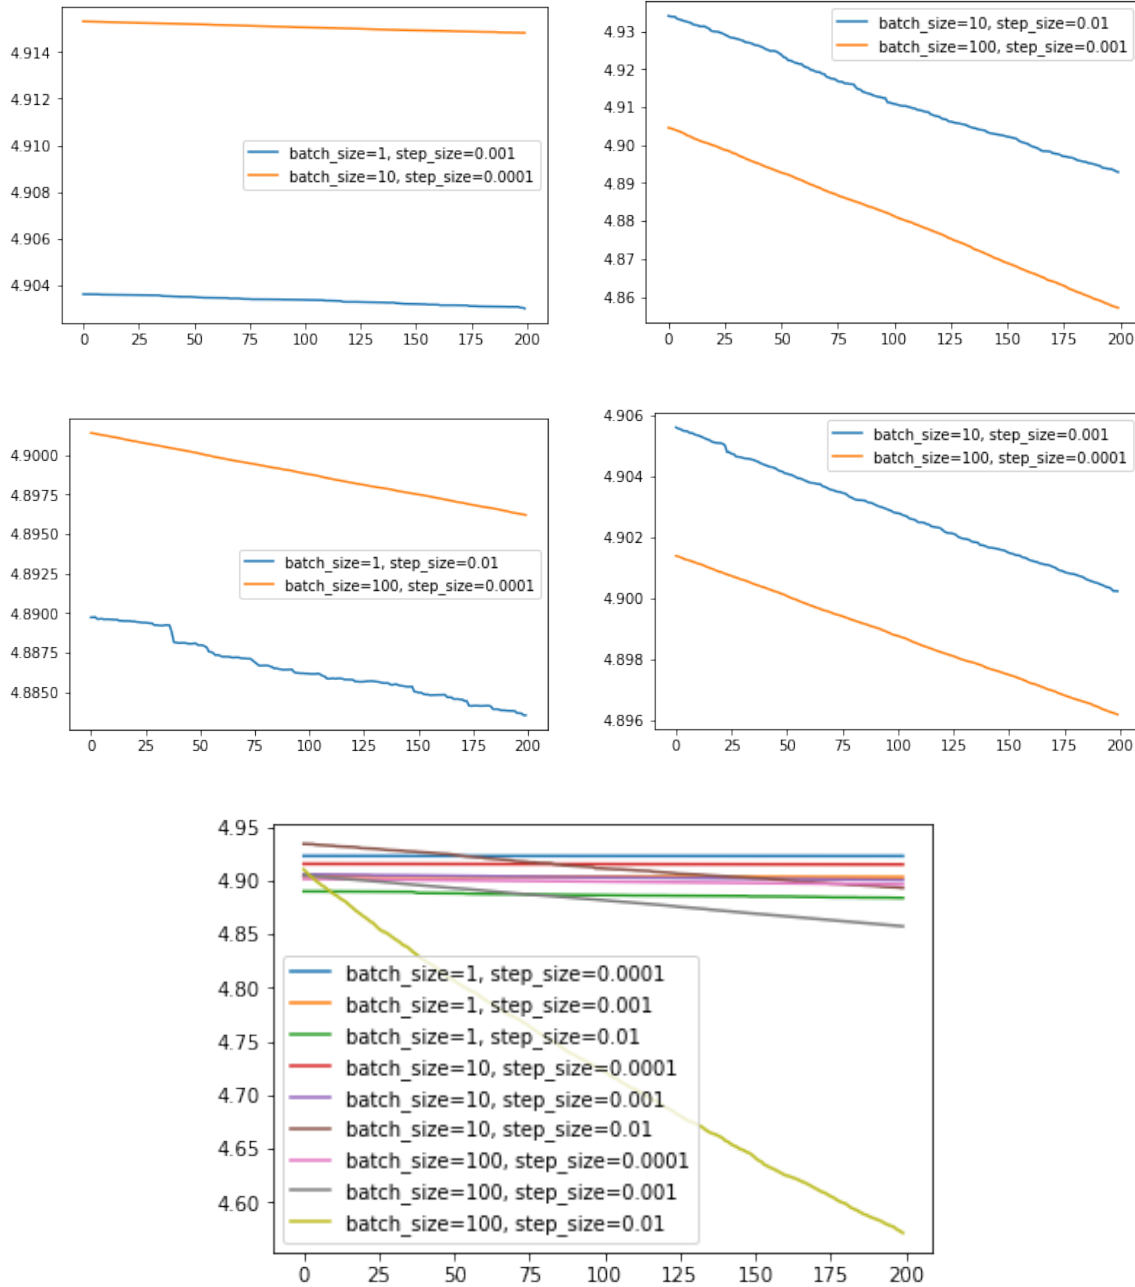 4.914
4.912
4.910
4.908
4.906
4.904
batch_size=1, step_size=0.001
batch_size=10, step_size=0.0001
0 25 50 75 100 125 150 175 200
4.93
4.92
4.91
4.90
4.89
4.88
4.87
4.86
batch_size=10, step_size=0.01
batch_size=100, step_size=0.001
0 25 50 75 100 125 150 175 200
4.9000
4.8975
4.8950
4.8925
4.8900
4.8875
4.8850
batch_size=1, step_size=0.01
batch_size=100, step_size=0.0001
0 25 50 75 100 125 150 175 200
4.906
4.904
4.902
4.900
4.898
4.896
batch_size=10, step_size=0.001
batch_size=100, step_size=0.0001
0 25 50 75 100 125 150 175 200
4.95
4.90
4.85
4.80
4.75
4.70
4.65
4.60
batch_size=1, step_size=0.0001
batch_size=1, step_size=0.001
batch_size=1, step_size=0.01
batch_size=10, step_size=0.0001
batch_size=10, step_size=0.001
batch_size=10, step_size=0.01
batch_size=100, step_size=0.0001
batch_size=100, step_size=0.001
batch_size=100, step_size=0.01
0 25 50 75 100 125 150 175 200